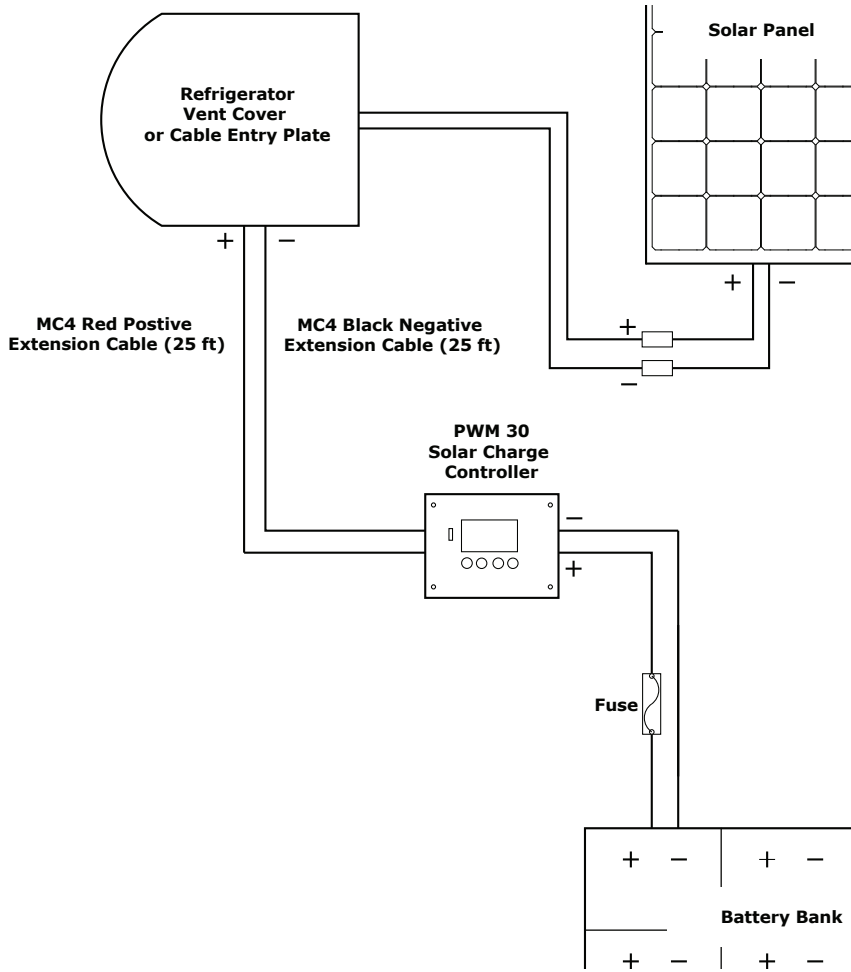 Solar Panel
Refrigerator
Vent Cover
or Cable Entry Plate
+ −
+ −
+
−
MC4 Red Postive
Extension Cable (25 ft)
MC4 Black Negative
Extension Cable (25 ft)
PWM 30
Solar Charge
Controller
−
+
Fuse
+ − + −
Battery Bank
+ − + −